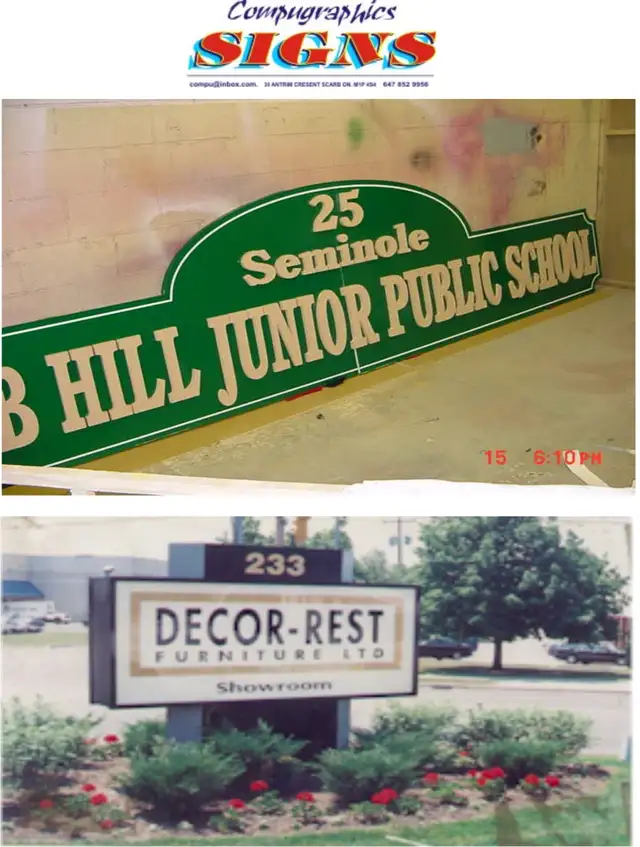 Compugraphics
SIGNS
compu@inbox.com. 30 ANTRIM CRESENT SCARB ON. M1P 4S4 647 852 9956
25
Seminole
B HILL JUNIOR PUBLIC SCHOOL
15 6:10PM
233
DECOR-REST
FURNITURE LTD
Showroom